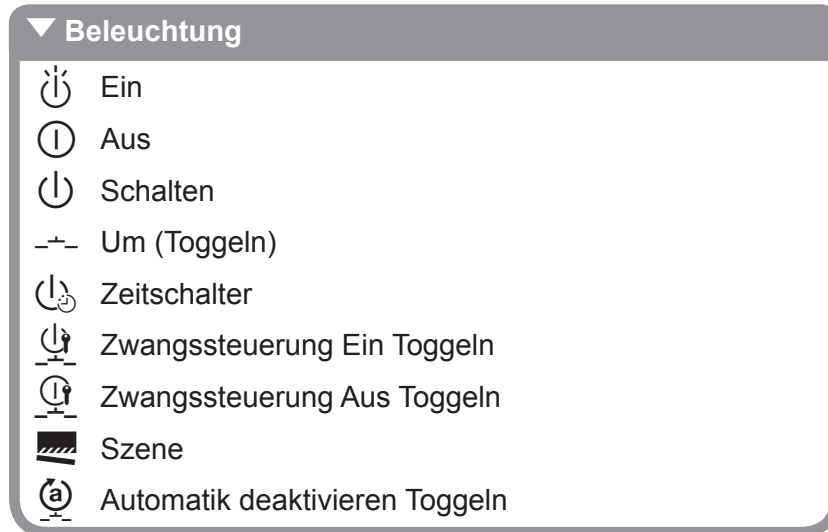 Beleuchtung
Ein
Aus
Schalten
Um (Toggeln)
Zeitschalter
Zwangssteuerung Ein Toggeln
Zwangssteuerung Aus Toggeln
Szene
Automatik deaktivieren Toggeln